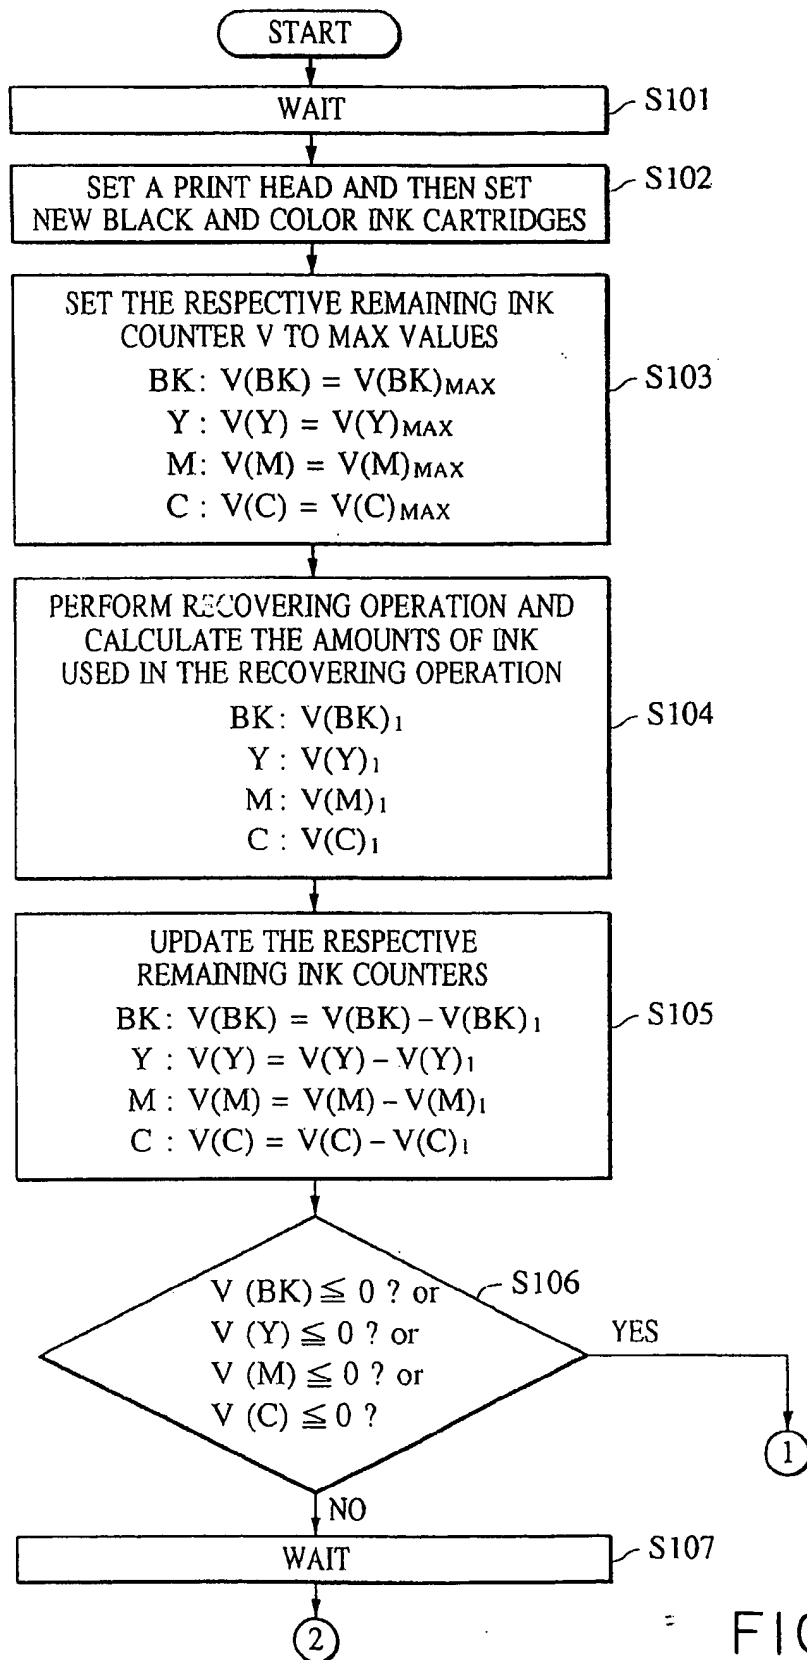 START
WAIT
S101
SET A PRINT HEAD AND THEN SET
NEW BLACK AND COLOR INK CARTRIDGES
S102
SET THE RESPECTIVE REMAINING INK
COUNTER V TO MAX VALUES
BK: V(BK) = V(BK)MAX
Y : V(Y) = V(Y)MAX
M: V(M) = V(M)MAX
C : V(C) = V(C)MAX
S103
PERFORM RECOVERING OPERATION AND
CALCULATE THE AMOUNTS OF INK
USED IN THE RECOVERING OPERATION
BK: V(BK)1
Y : V(Y)1
M: V(M)1
C : V(C)1
S104
UPDATE THE RESPECTIVE
REMAINING INK COUNTERS
BK: V(BK) = V(BK) – V(BK)1
Y : V(Y) = V(Y) – V(Y)1
M : V(M) = V(M) – V(M)1
C : V(C) = V(C) – V(C)1
S105
V (BK) ≦ 0 ? or
V (Y) ≦ 0 ? or
V (M) ≦ 0 ? or
V (C) ≦ 0 ?
S106
YES
1
NO
WAIT
S107
2
FIG